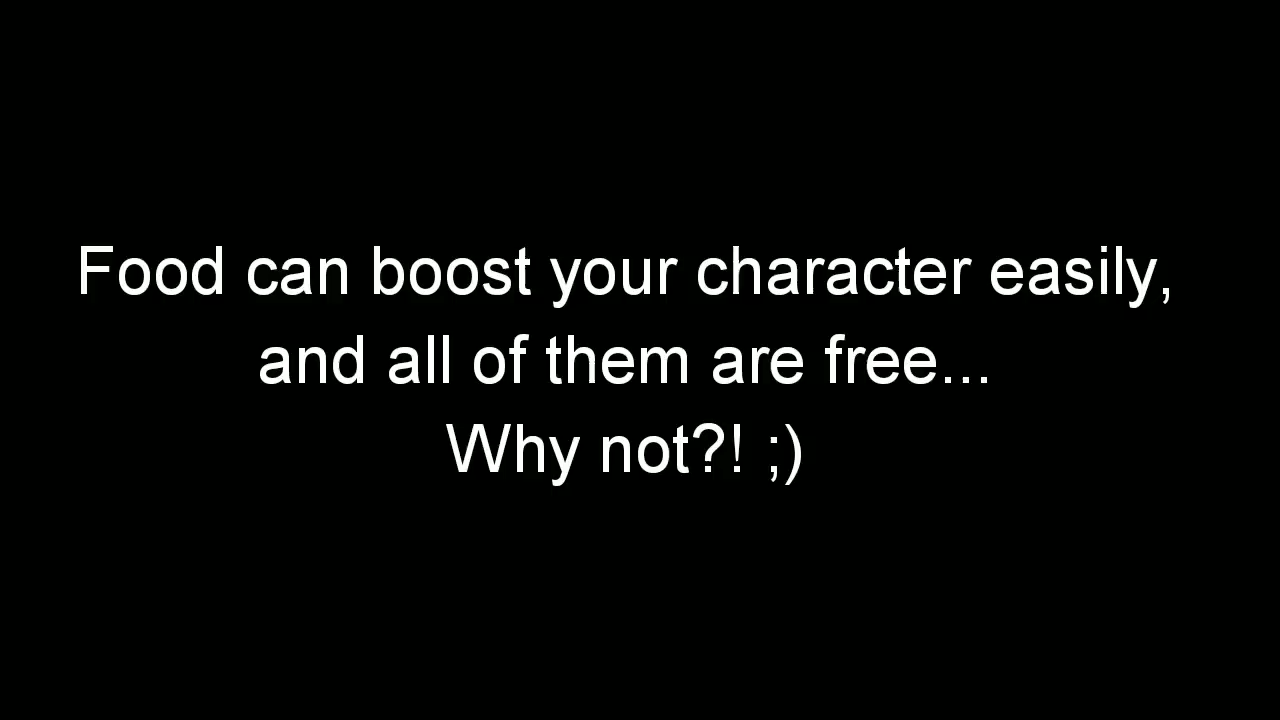 Food can boost your character easily,
and all of them are free...
Why not?! ;)